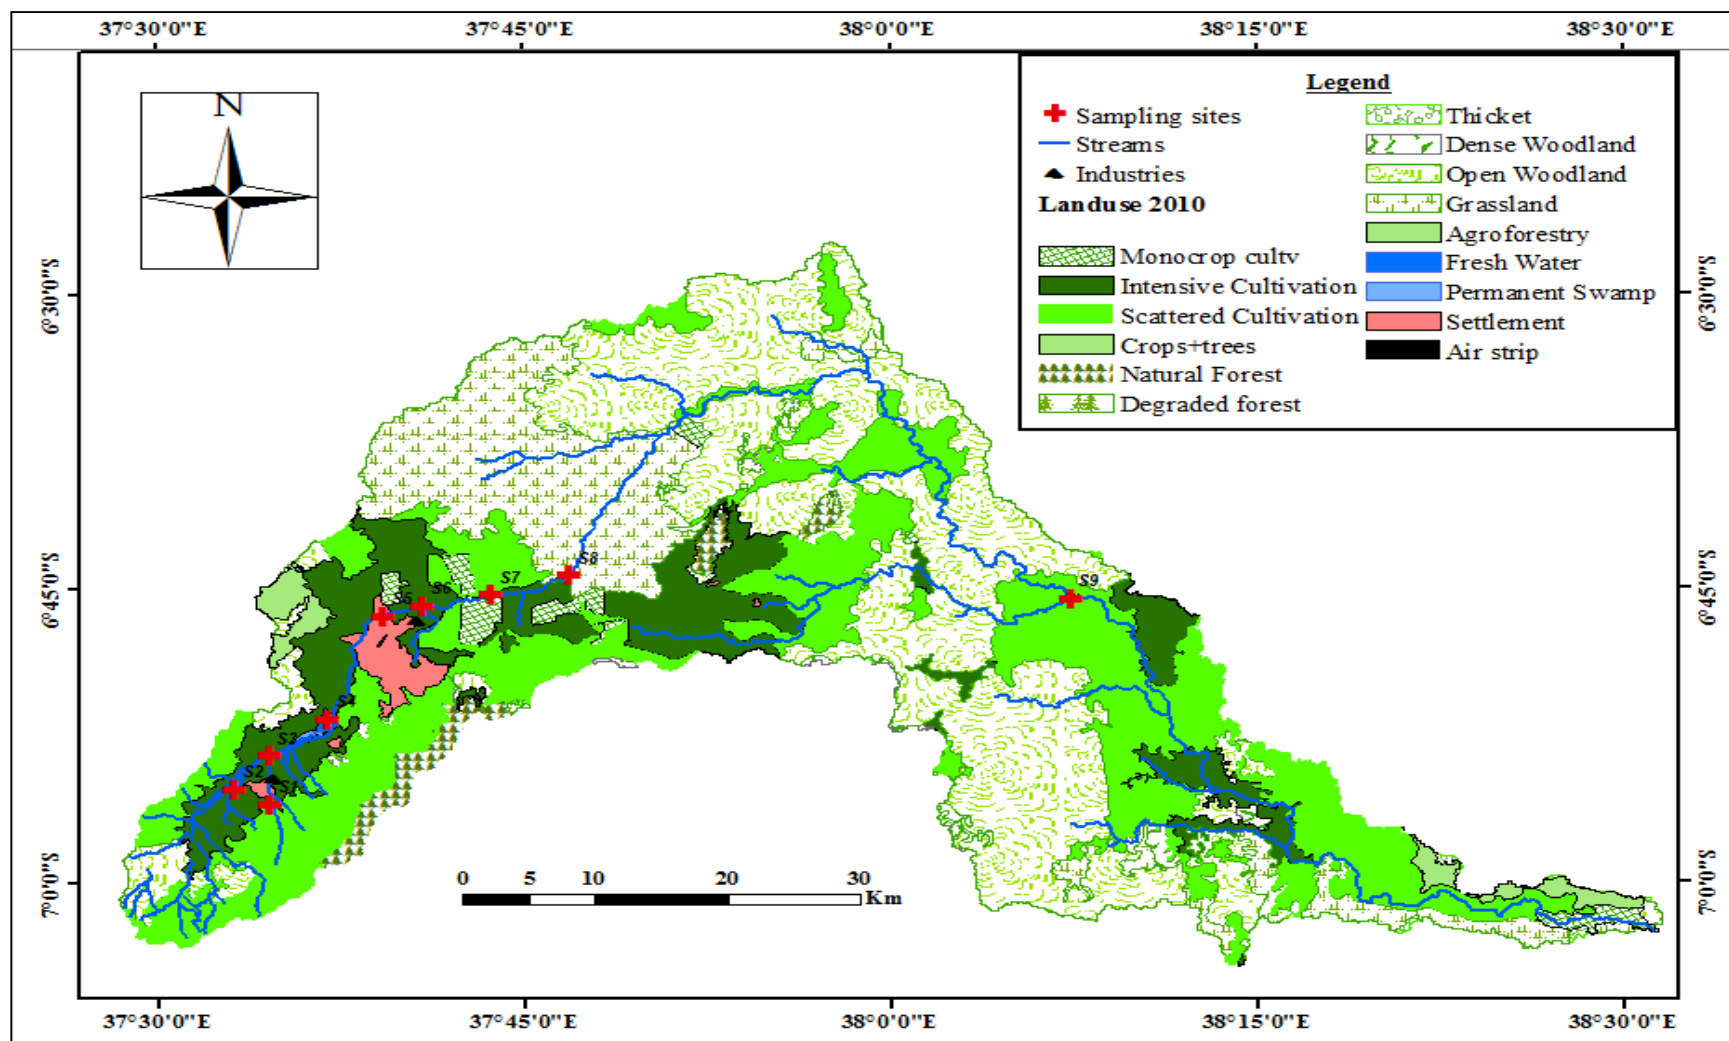 37°30'0"E 37°45'0"E 38°0'0"E 38°15'0"E 38°30'0"E
N
Legend
Sampling sites
Streams
Industries
Landuse 2010
Monocrop cultv
Intensive Cultivation
Scattered Cultivation
Crops+trees
Natural Forest
Degraded forest
Thicket
Dense Woodland
Open Woodland
Grassland
Agroforestry
Fresh Water
Permanent Swamp
Settlement
Air strip
6°30'0"S 6°30'0"S
6°45'0"S 6°45'0"S
7°0'0"S 7°0'0"S
S8
S7
S9
S6
S5
S4
S3
S2
S1
0 5 10 20 30
Km
37°30'0"E 37°45'0"E 38°0'0"E 38°15'0"E 38°30'0"E